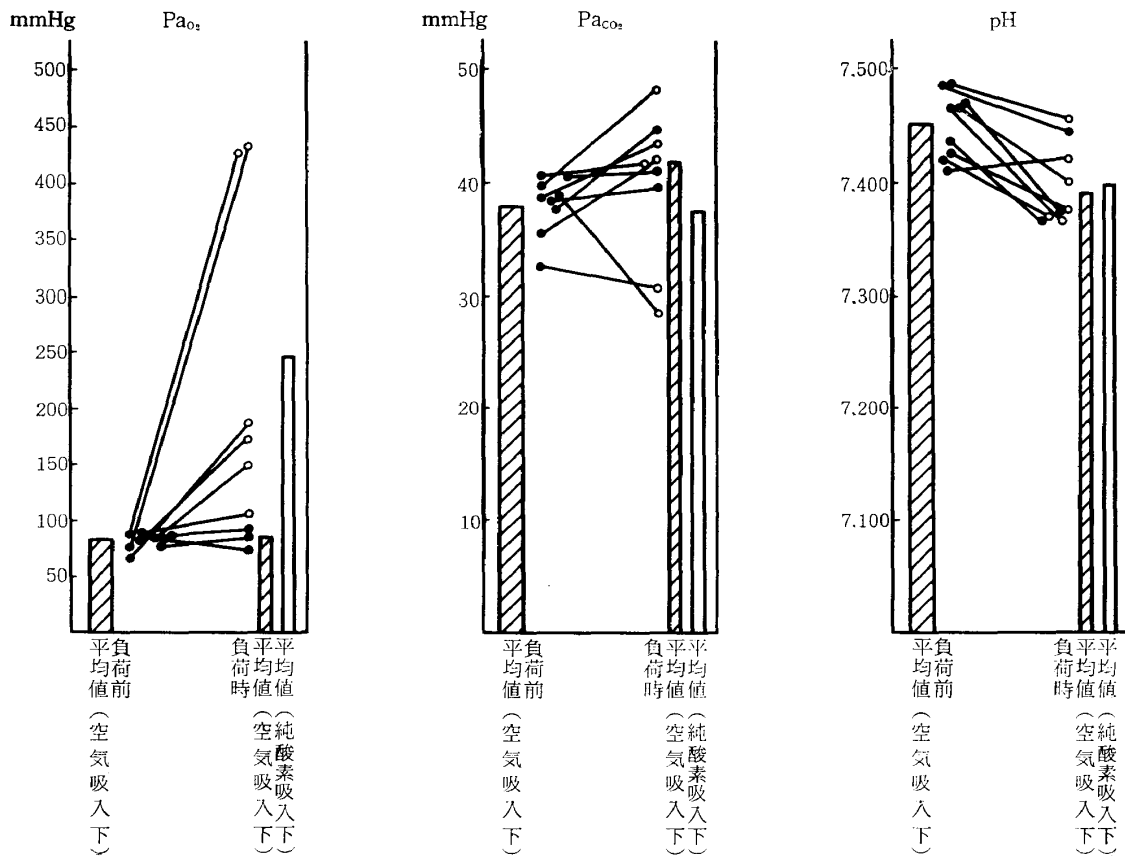 mmHg
Pao₂
500
450
400
350
300
250
200
150
100
50
平均値(空気吸入下)
負荷前
負荷時
平均値(空気吸入下)
平均値(純酸素吸入下)
mmHg
Paco₂
50
40
30
20
10
平均値(空気吸入下)
負荷前
負荷時
平均値(空気吸入下)
平均値(純酸素吸入下)
pH
7.500
7.400
7.300
7.200
7.100
平均値(空気吸入下)
負荷前
負荷時
平均値(空気吸入下)
平均値(純酸素吸入下)